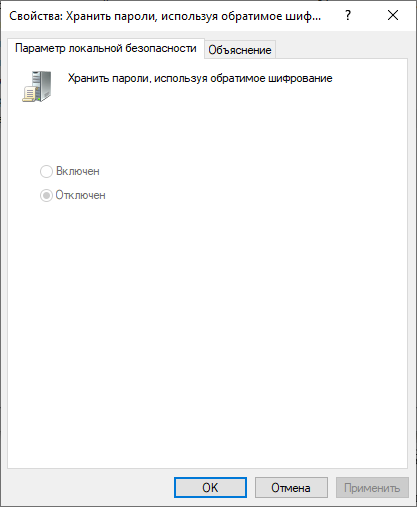 Свойства: Хранить пароли, используя обратимое шиф...
?
Параметр локальной безопасности
Объяснение
Хранить пароли, используя обратимое шифрование
Включен
Отключен
OK
Отмена
Применить